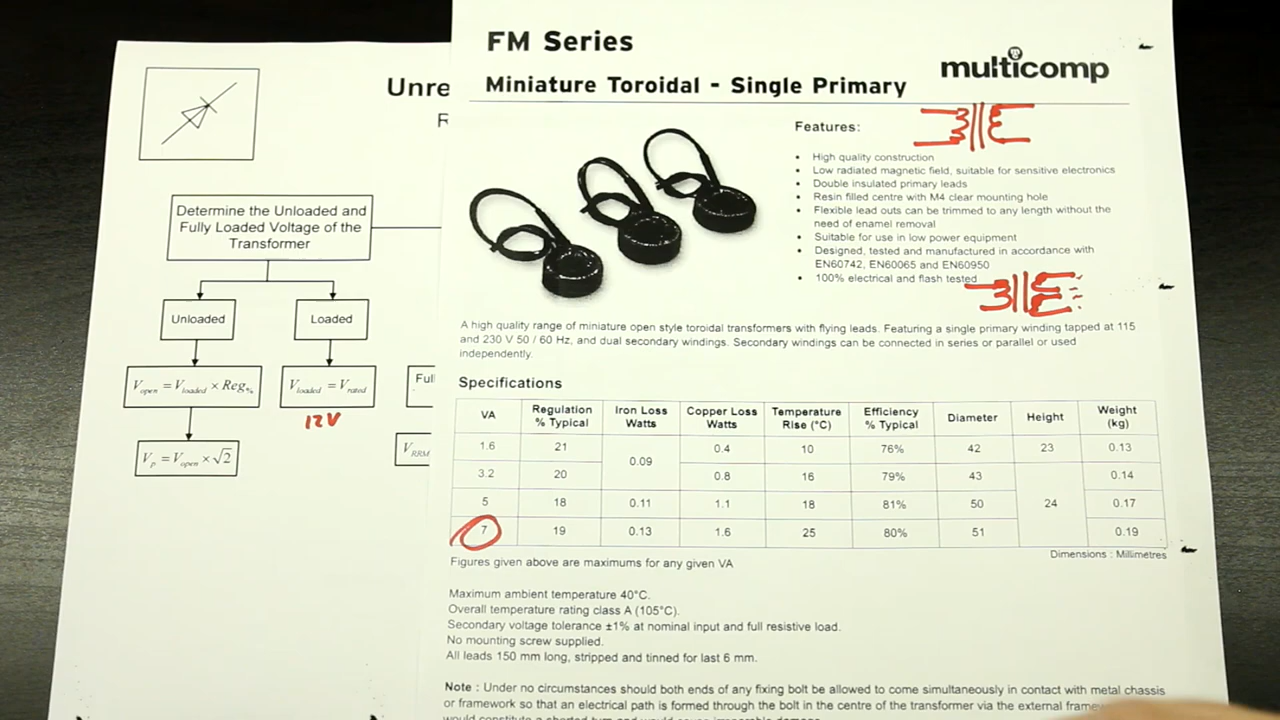 FM Series
multicomp
Miniature Toroidal - Single Primary
Unre
R
Determine the Unloaded and
Fully Loaded Voltage of the
Transformer
Unloaded
Loaded
V_open = V_loaded × Reg_%
V_loaded = V_rated
12V
V_p = V_open × √2
Ful
V_RRM
Features:
• High quality construction
• Low radiated magnetic field, suitable for sensitive electronics
• Double insulated primary leads
• Resin filled centre with M4 clear mounting hole
• Flexible lead outs can be trimmed to any length without the
need of enamel removal
• Suitable for use in low power equipment
• Designed, tested and manufactured in accordance with
EN60742, EN60065 and EN60950
• 100% electrical and flash tested
A high quality range of miniature open style toroidal transformers with flying leads. Featuring a single primary winding tapped at 115
and 230 V 50 / 60 Hz, and dual secondary windings. Secondary windings can be connected in series or parallel or used
independently.
Specifications
VA Regulation % Typical Iron Loss Watts Copper Loss Watts Temperature Rise (°C) Efficiency % Typical Diameter Height Weight (kg)
1.6 21 0.09 0.4 10 76% 42 23 0.13
3.2 20 0.8 16 79% 43 24 0.14
5 18 0.11 1.1 18 81% 50 0.17
7 19 0.13 1.6 25 80% 51 0.19
Dimensions : Millimetres
Figures given above are maximums for any given VA
Maximum ambient temperature 40°C.
Overall temperature rating class A (105°C).
Secondary voltage tolerance ±1% at nominal input and full resistive load.
No mounting screw supplied.
All leads 150 mm long, stripped and tinned for last 6 mm.
Note : Under no circumstances should both ends of any fixing bolt be allowed to come simultaneously in contact with metal chassis
or framework so that an electrical path is formed through the bolt in the centre of the transformer via the external frame